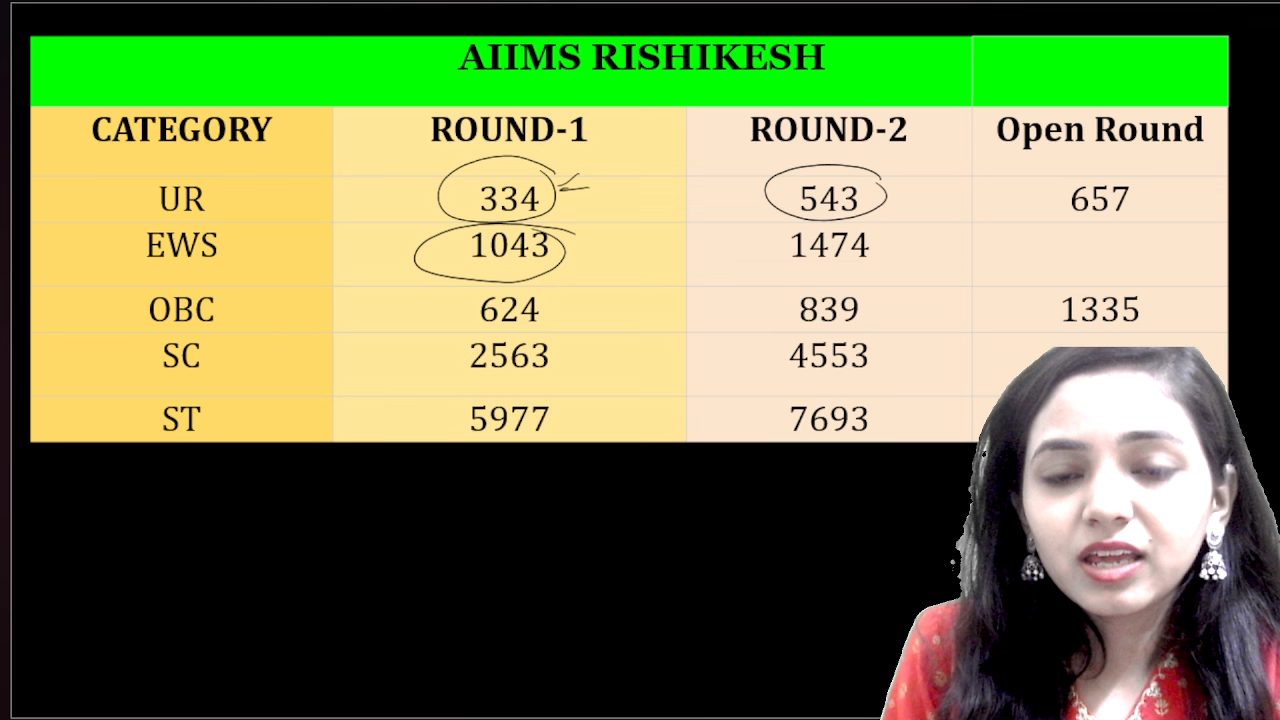 AIIMS RISHIKESH
CATEGORY ROUND-1 ROUND-2 Open Round
UR 334 543 657
EWS 1043 1474
OBC 624 839 1335
SC 2563 4553
ST 5977 7693